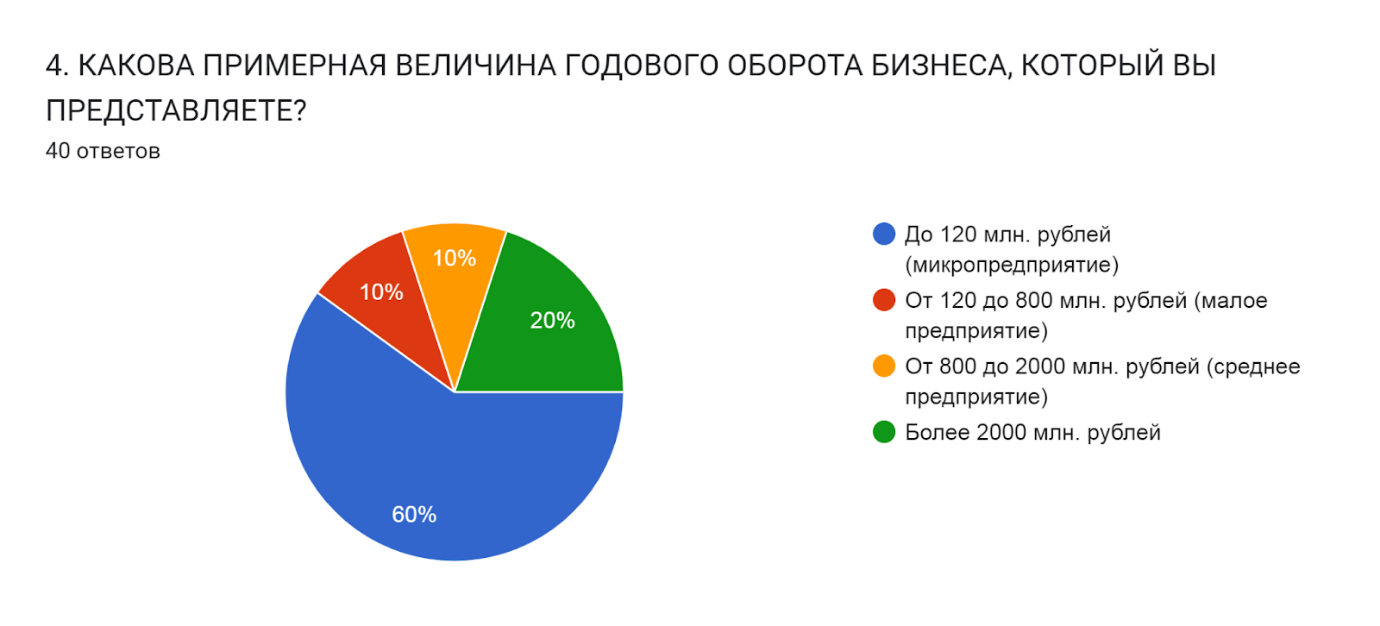 4. КАКОВА ПРИМЕРНАЯ ВЕЛИЧИНА ГОДОВОГО ОБОРОТА БИЗНЕСА, КОТОРЫЙ ВЫ
ПРЕДСТАВЛЯЕТЕ?
40 ответов
До 120 млн. рублей
(микропредприятие)
От 120 до 800 млн. рублей (малое
предприятие)
От 800 до 2000 млн. рублей (среднее
предприятие)
Более 2000 млн. рублей
10%
10%
20%
60%